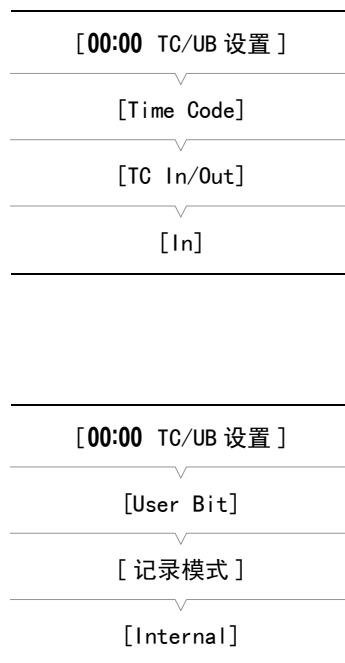 [00:00 TC/UB 设置 ]
[Time Code]
[TC In/Out]
[In]
[00:00 TC/UB 设置 ]
[User Bit]
[ 记录模式 ]
[Internal]